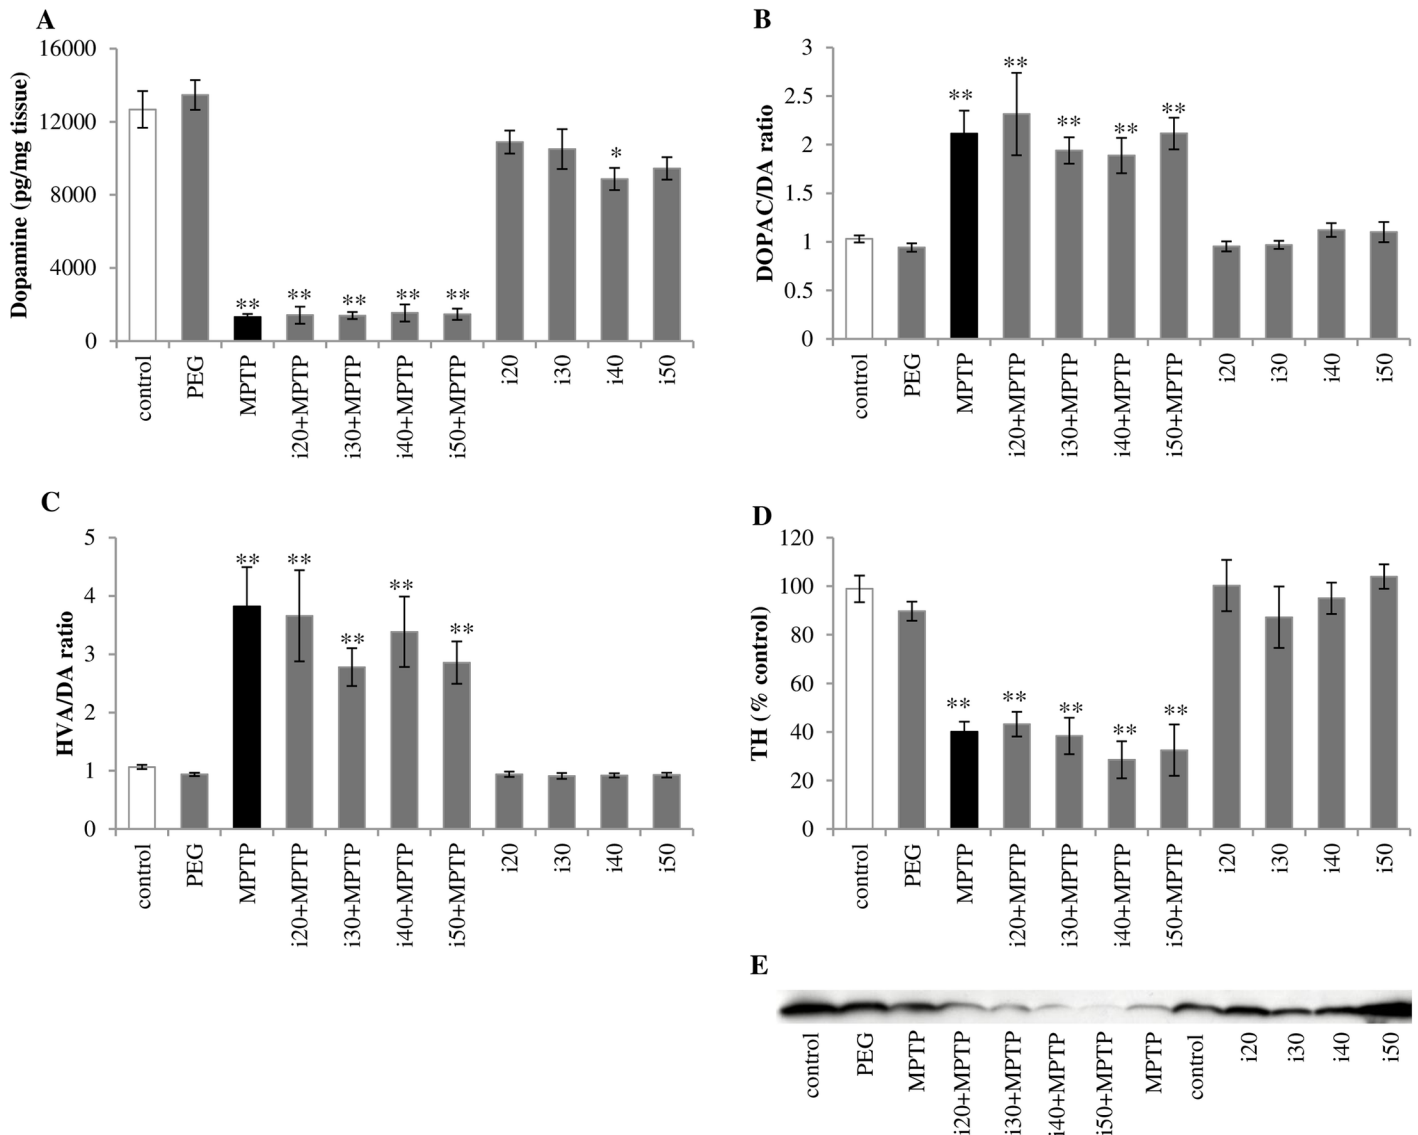 A
Dopamine (pg/mg tissue)
16000
12000
8000
4000
0
** ** ** ** ** *
control PEG MPTP i20+MPTP i30+MPTP i40+MPTP i50+MPTP i20 i30 i40 i50
B
DOPAC/DA ratio
3
2.5
2
1.5
1
0.5
0
** ** ** ** **
control PEG MPTP i20+MPTP i30+MPTP i40+MPTP i50+MPTP i20 i30 i40 i50
C
HVA/DA ratio
5
4
3
2
1
0
** ** ** ** **
control PEG MPTP i20+MPTP i30+MPTP i40+MPTP i50+MPTP i20 i30 i40 i50
D
TH (% control)
120
100
80
60
40
20
0
** ** ** ** **
control PEG MPTP i20+MPTP i30+MPTP i40+MPTP i50+MPTP i20 i30 i40 i50
E
control PEG MPTP i20+MPTP i30+MPTP i40+MPTP i50+MPTP MPTP control i20 i30 i40 i50